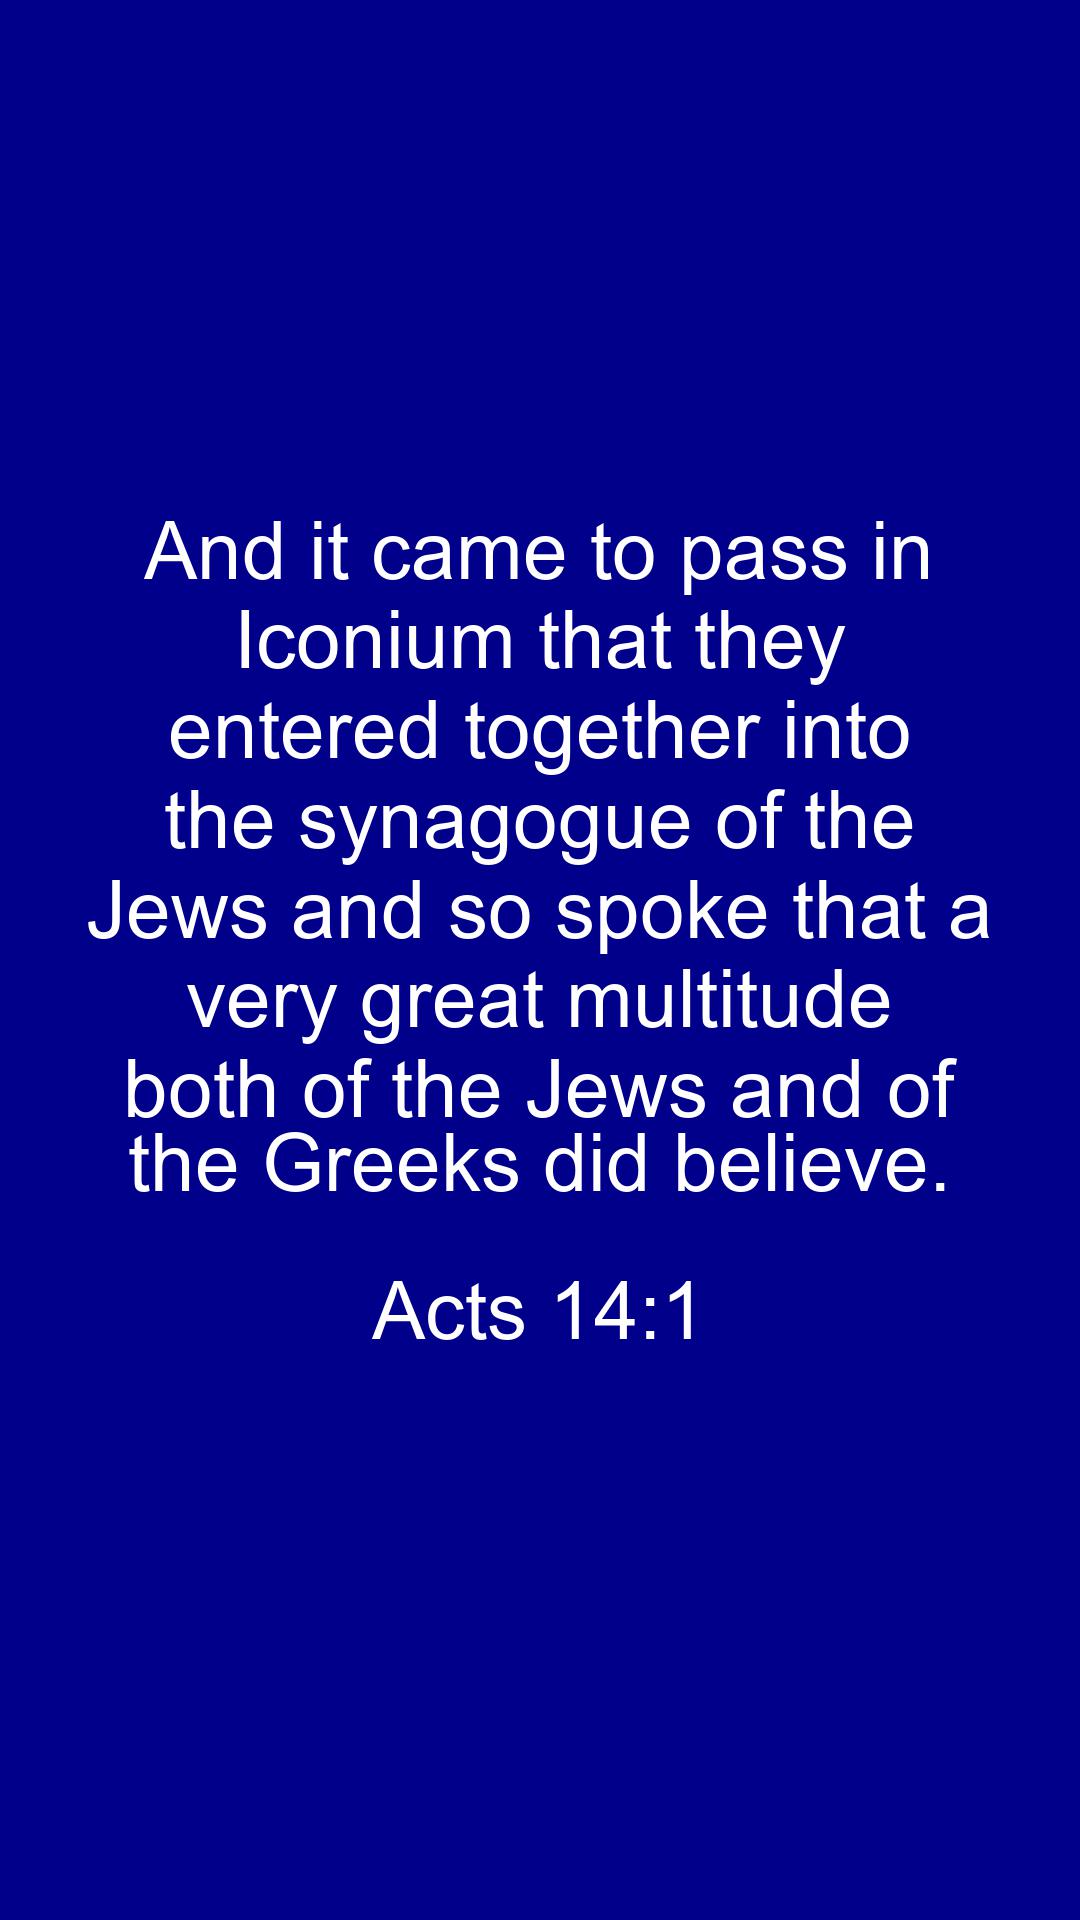 And it came to pass in
Iconium that they
entered together into
the synagogue of the
Jews and so spoke that a
very great multitude
both of the Jews and of
the Greeks did believe.
Acts 14:1